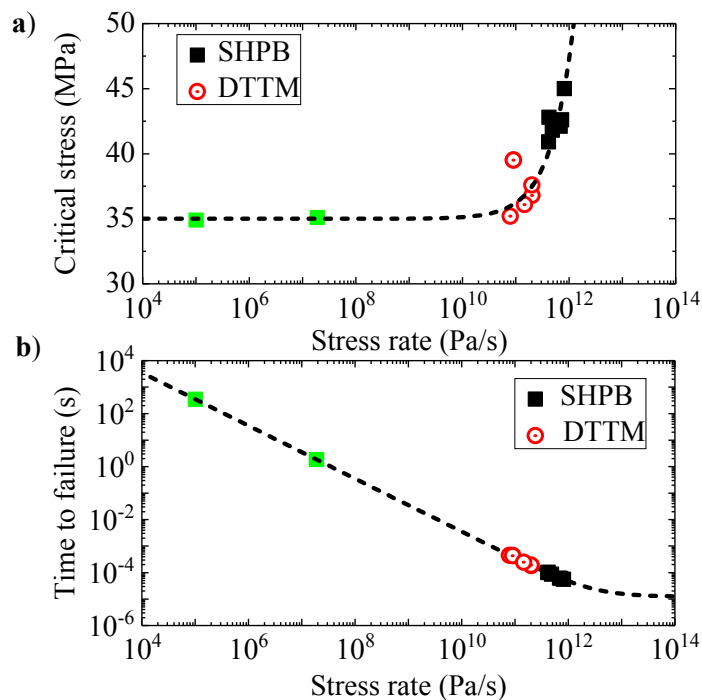 a)
Critical stress (MPa)
50
45
40
35
30
SHPB
DTTM
10^4 10^6 10^8 10^10 10^12 10^14
Stress rate (Pa/s)
b)
Time to failure (s)
10^4
10^2
10^0
10^-2
10^-4
10^-6
SHPB
DTTM
10^4 10^6 10^8 10^10 10^12 10^14
Stress rate (Pa/s)